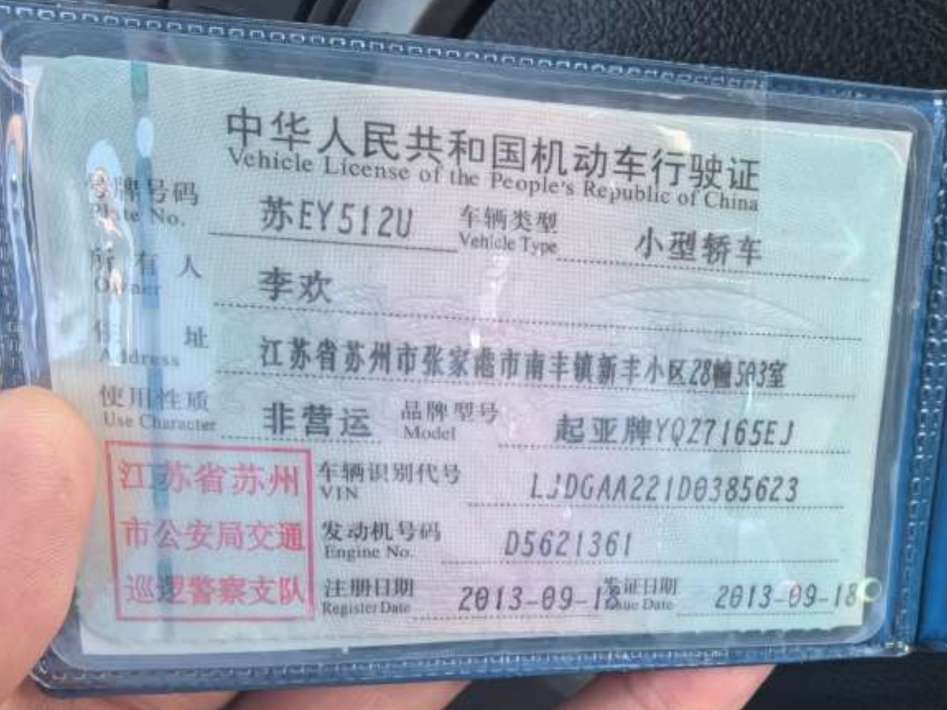 中华人民共和国机动车行驶证
Vehicle License of the People's Republic of China
号牌号码 苏EY512U 车辆类型 小型轿车
Plate No. Vehicle Type
所有人 李欢
Owner
住址 江苏省苏州市张家港市南丰镇新丰小区28幢503室
Address
使用性质 非营运 品牌型号 起亚牌YQZ7165EJ
Use Character Model
江苏省苏州 车辆识别代号 LJDGAA221D0385623
VIN
市公安局交通 发动机号码 D5621361
Engine No.
巡逻警察支队 注册日期 2013-09-18 发证日期 2013-09-18
Register Date Issue Date